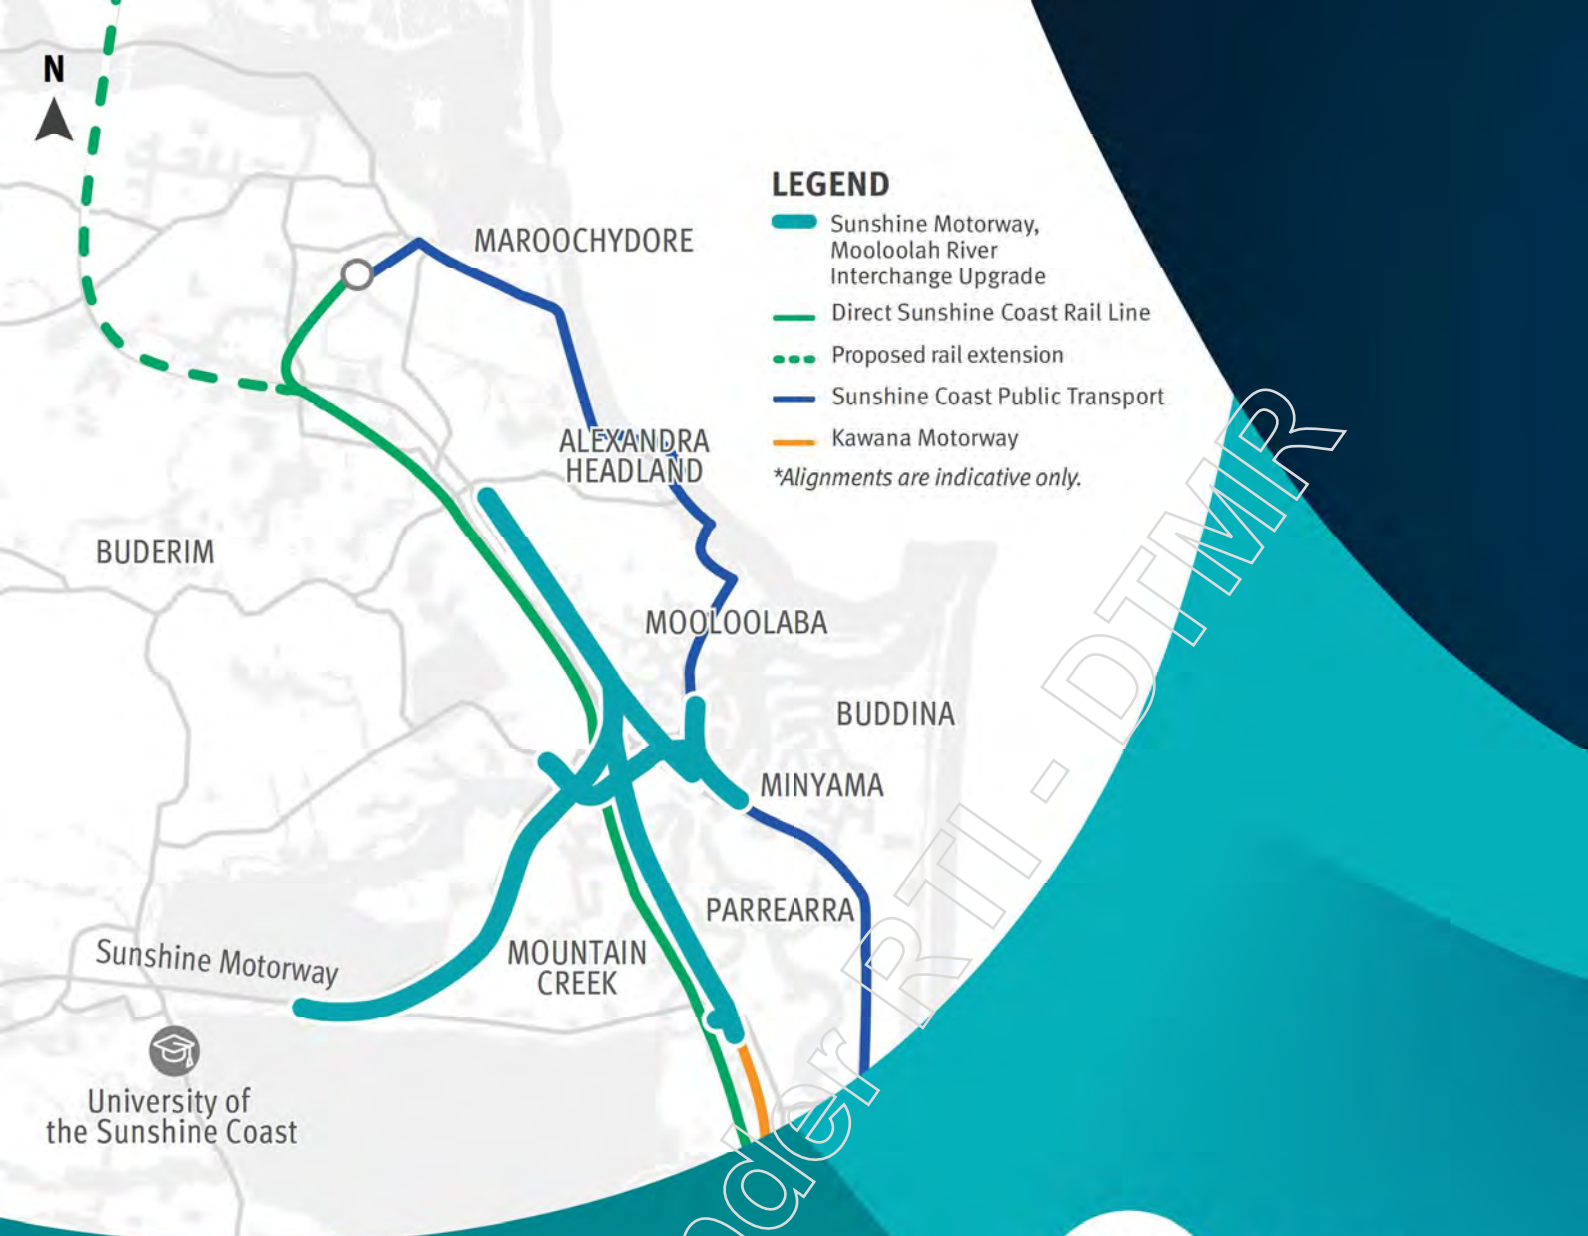 N
LEGEND
Sunshine Motorway,
Mooloolah River
Interchange Upgrade
Direct Sunshine Coast Rail Line
Proposed rail extension
Sunshine Coast Public Transport
Kawana Motorway
*Alignments are indicative only.
MAROOCHYDORE
ALEXANDRA
HEADLAND
BUDERIM
MOOLOOLABA
BUDDINA
MINYAMA
PARREARRA
MOUNTAIN
CREEK
Sunshine Motorway
University of
the Sunshine Coast
nder RTI - DTMR